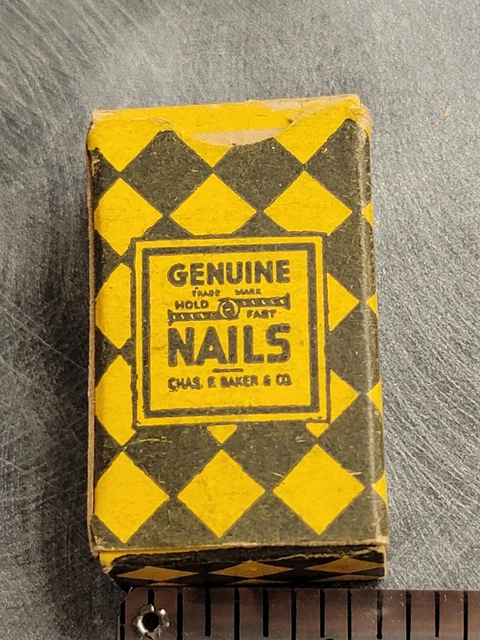 GENUINE
TRADE MARK
HOLD FAST
NAILS
CHAS. F. BAKER & CO.